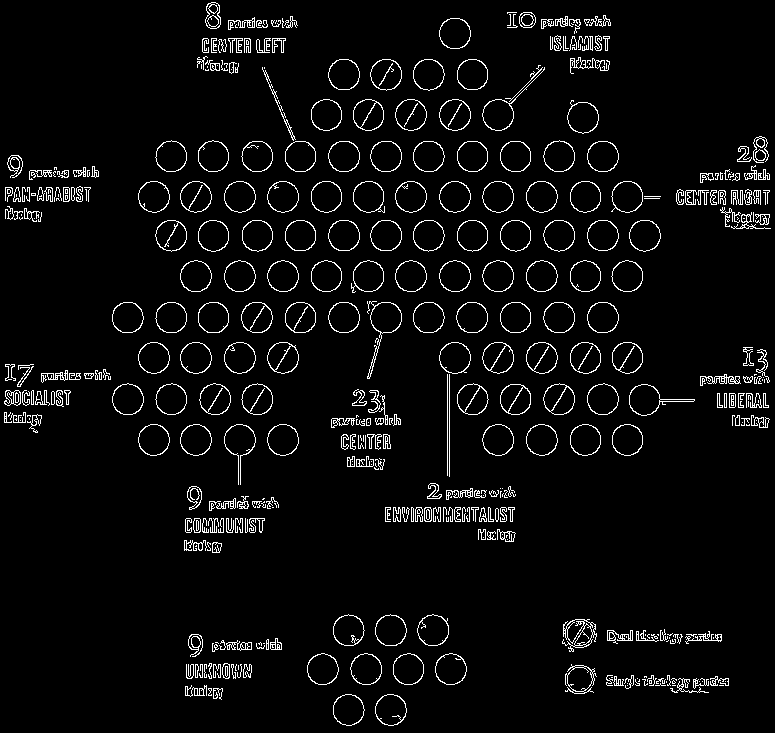 8 parties with
CENTER LEFT
ideology
10 parties with
ISLAMIST
ideology
9 parties with
PAN-ARABIST
ideology
28
parties with
CENTER RIGHT
ideology
17 parties with
SOCIALIST
ideology
23
parties with
CENTER
ideology
13
parties with
LIBERAL
ideology
9 parties with
COMMUNIST
ideology
2 parties with
ENVIRONMENTALIST
ideology
9 parties with
UNKNOWN
ideology
Dual ideology parties
Single ideology parties